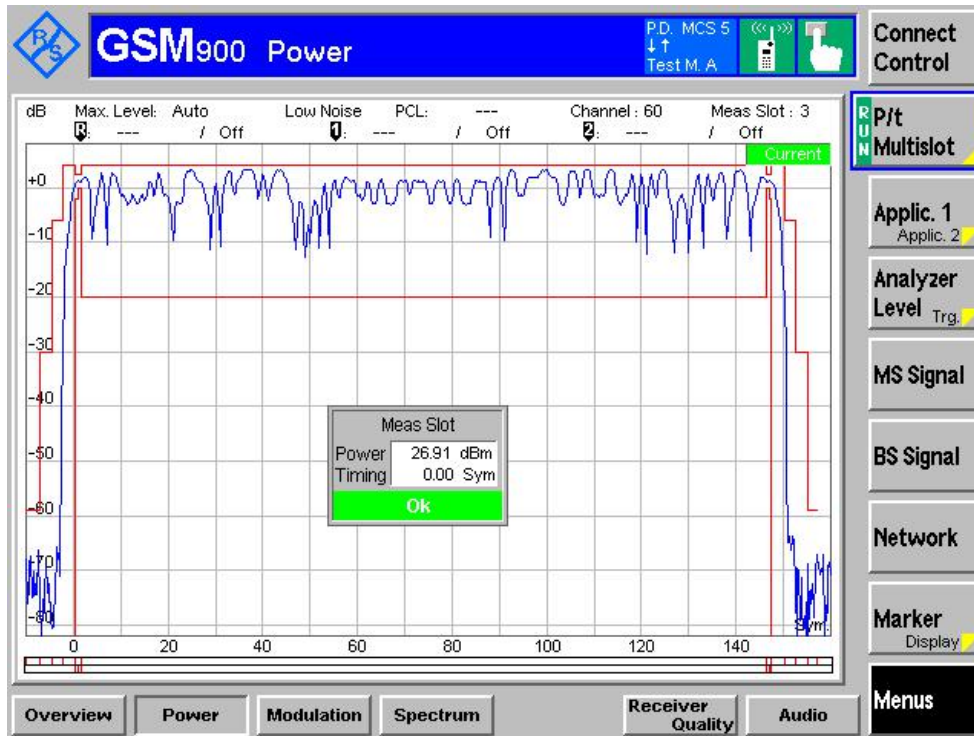 R&S
GSM900 Power
P.D. MCS 5
↓↑
Test M. A
Connect Control
dB Max. Level: Auto Low Noise PCL: --- Channel : 60 Meas Slot : 3
R: --- / Off 1: --- / Off 2: --- / Off
Current
RUN
P/t Multislot
Applic. 1
Applic. 2
Analyzer Level Trg.
MS Signal
BS Signal
Network
Marker
Display
Menus
+0
-10
-20
-30
-40
-50
-60
-70
-80
Meas Slot
Power 26.91 dBm
Timing 0.00 Sym
Ok
Sym.
0 20 40 60 80 100 120 140
Overview Power Modulation Spectrum Receiver Quality Audio